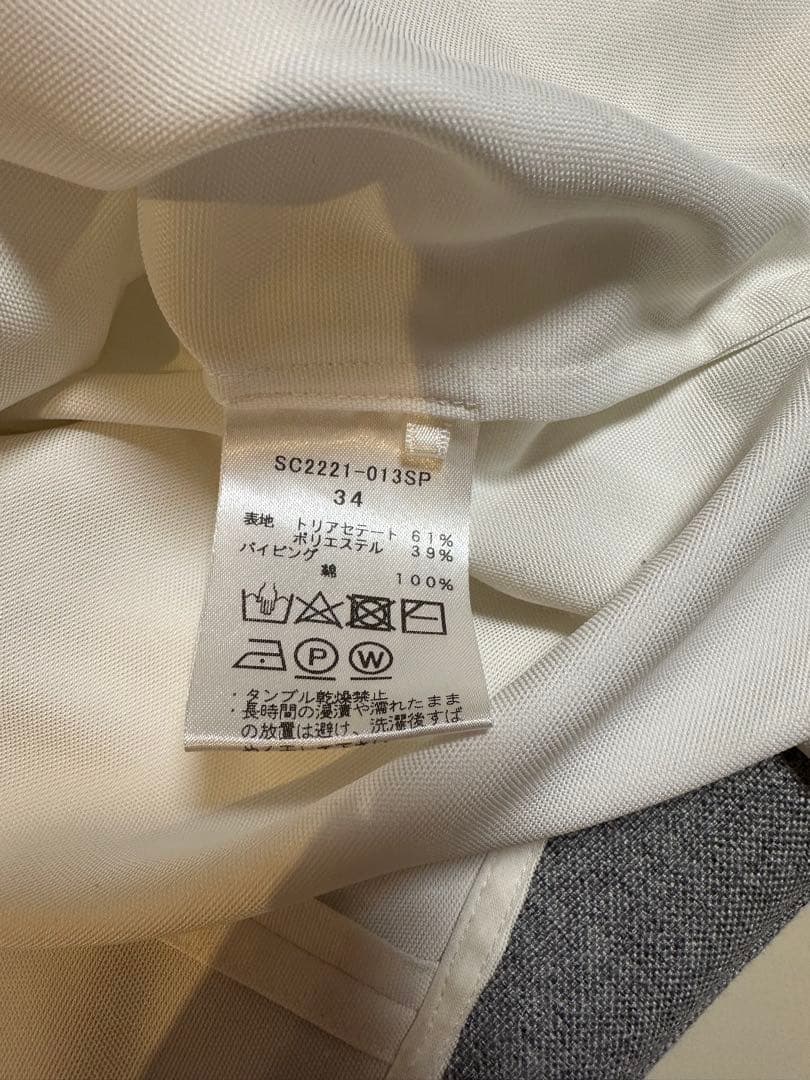 SC2221-013SP
34
表地 トリアセテート 61%
ポリエステル 39%
パイピング
綿 100%
P W
・タンブル乾燥禁止
・長時間の浸漬や濡れたまま
の放置は避け、洗濯後すば